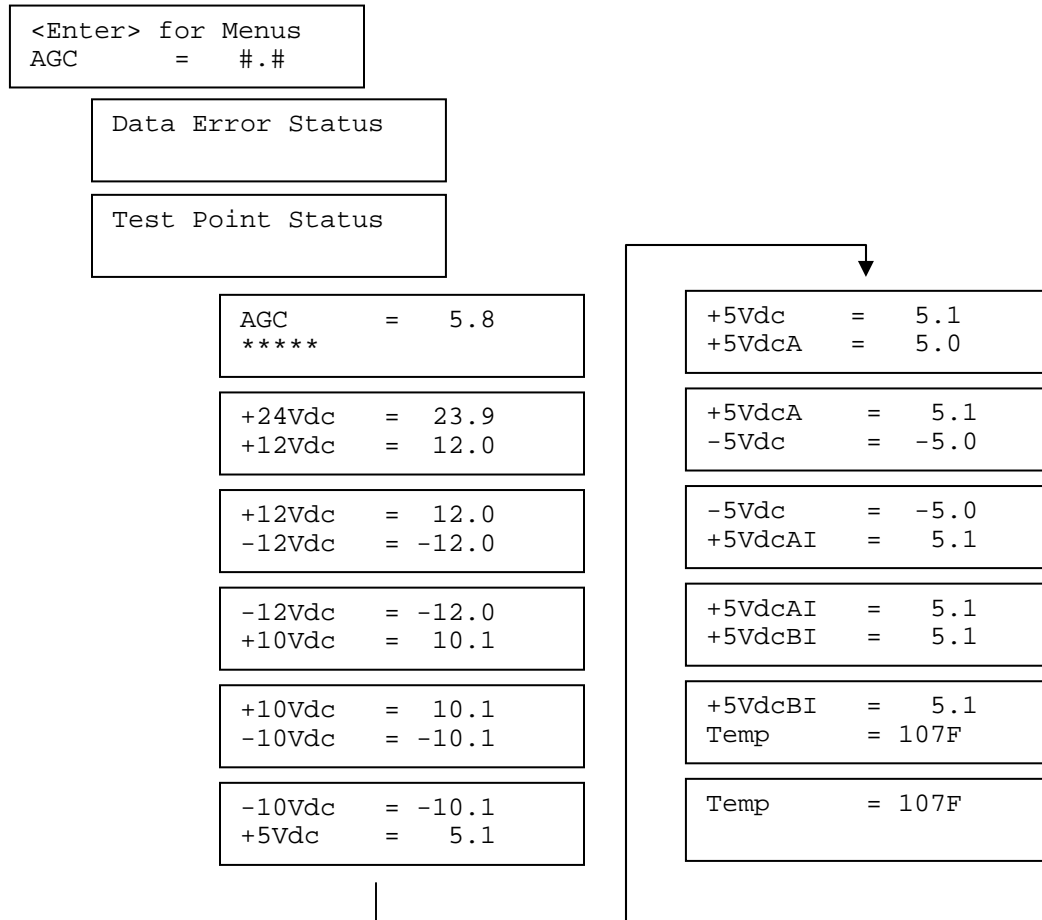 <Enter> for Menus
AGC = #.#
Data Error Status
Test Point Status
AGC = 5.8
*****
+24Vdc = 23.9
+12Vdc = 12.0
+12Vdc = 12.0
-12Vdc = -12.0
-12Vdc = -12.0
+10Vdc = 10.1
+10Vdc = 10.1
-10Vdc = -10.1
-10Vdc = -10.1
+5Vdc = 5.1
+5Vdc = 5.1
+5VdcA = 5.0
+5VdcA = 5.1
-5Vdc = -5.0
-5Vdc = -5.0
+5VdcAI = 5.1
+5VdcAI = 5.1
+5VdcBI = 5.1
+5VdcBI = 5.1
Temp = 107F
Temp = 107F